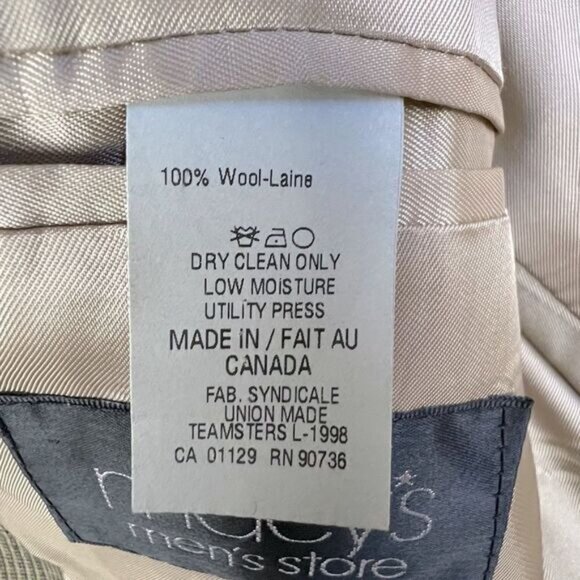 100% Wool-Laine
DRY CLEAN ONLY
LOW MOISTURE
UTILITY PRESS
MADE IN / FAIT AU
CANADA
FAB. SYNDICALE
UNION MADE
TEAMSTERS L-1998
CA 01129 RN 90736
macy's
men's store